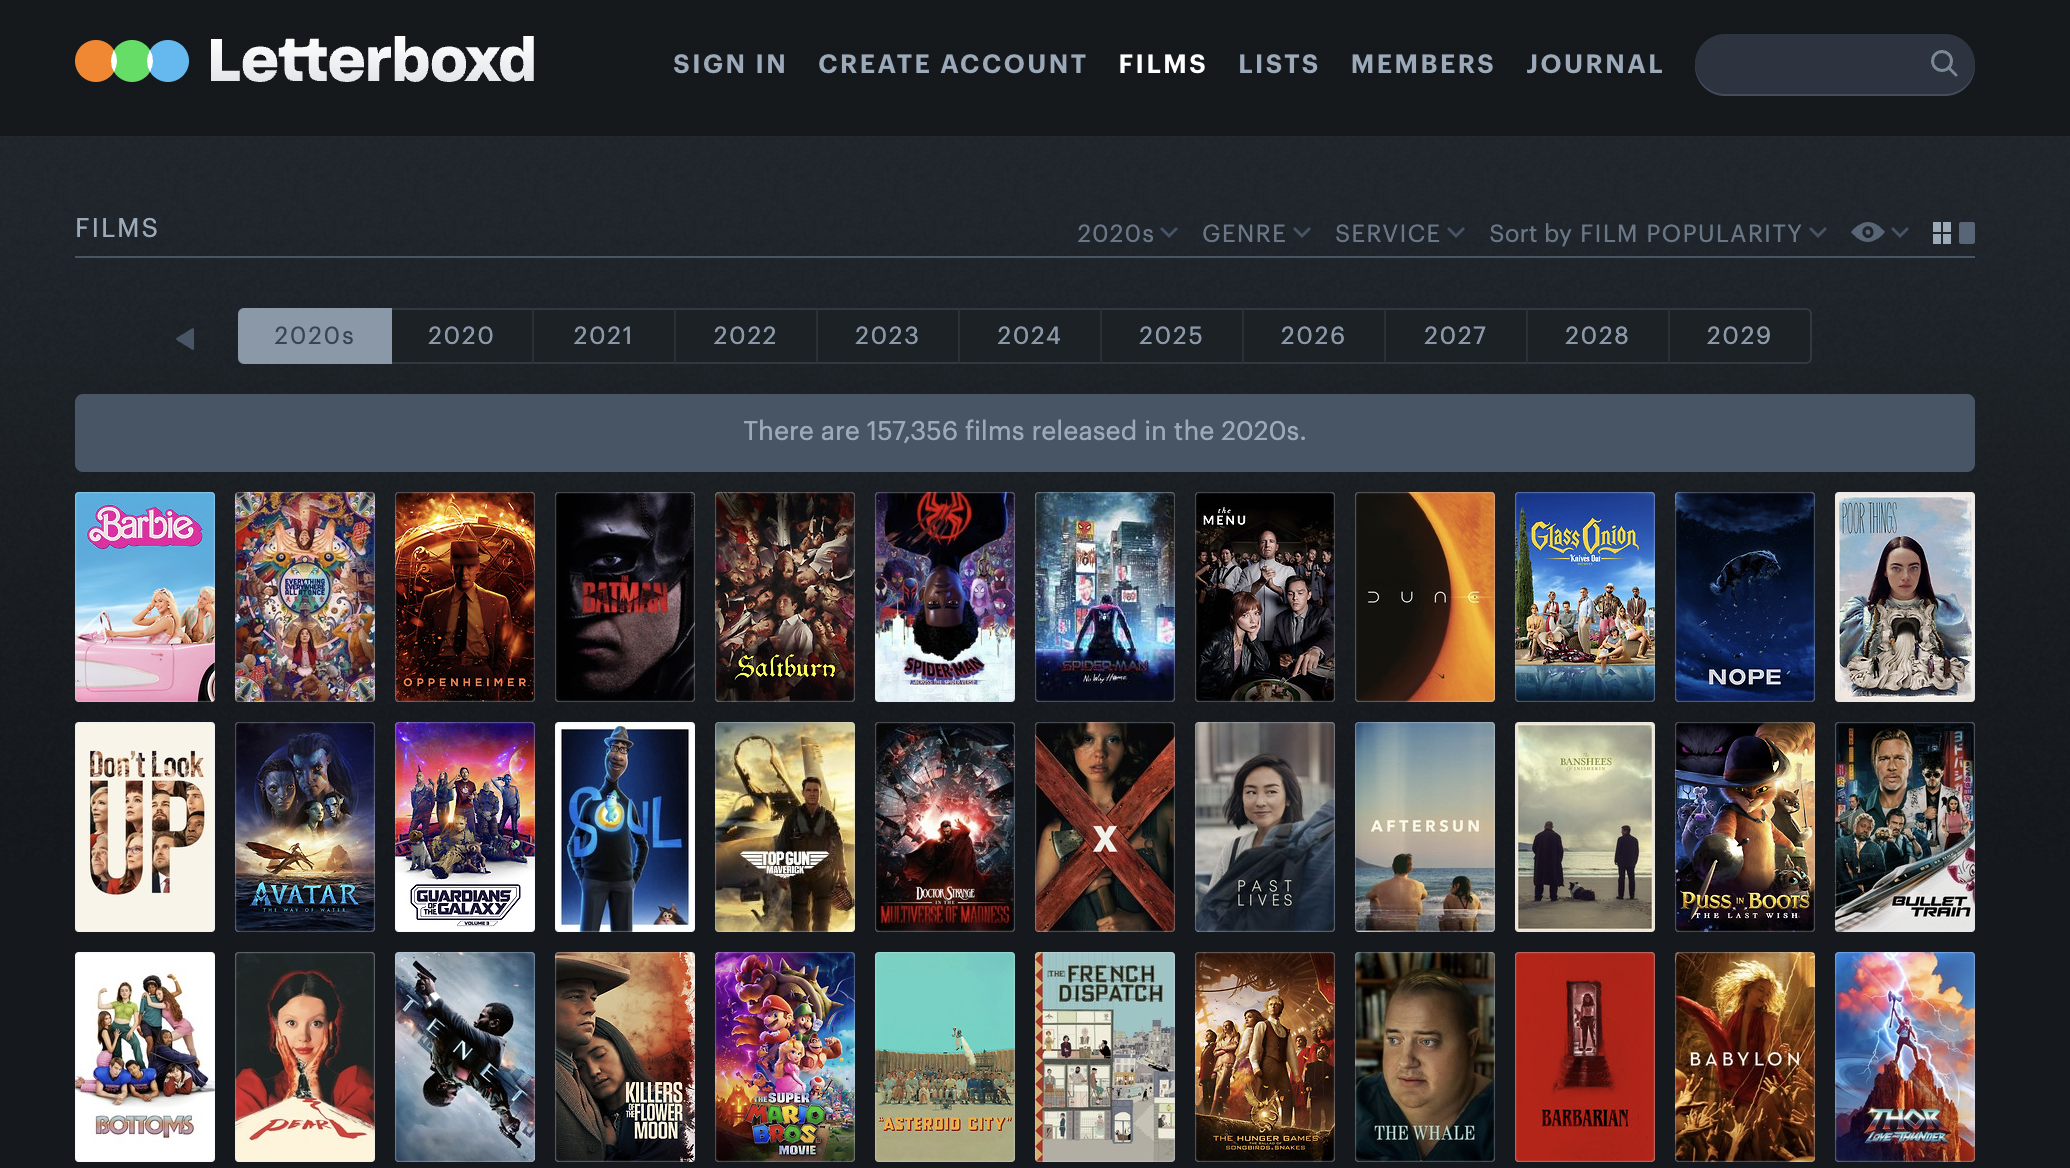 Letterboxd
SIGN IN CREATE ACCOUNT FILMS LISTS MEMBERS JOURNAL
FILMS
2020s GENRE SERVICE Sort by FILM POPULARITY
2020s 2020 2021 2022 2023 2024 2025 2026 2027 2028 2029
There are 157,356 films released in the 2020s.
Barbie
EVERYTHING
EVERYWHERE
ALL AT ONCE
OPPENHEIMER
THE
BATMAN
Saltburn
SPIDER-MAN
ACROSS THE SPIDER-VERSE
SPIDER-MAN
No Way Home
the
MENU
DUNE
Glass Onion
Knives Out
NOPE
POOR THINGS
Don't Look
UP
AVATAR
THE WAY OF WATER
GUARDIANS
OF THE GALAXY
VOLUME 3
SOUL
TOP GUN
MAVERICK
DOCTOR STRANGE
IN THE
MULTIVERSE OF MADNESS
X
PAST
LIVES
AFTERSUN
THE
BANSHEES
OF INISHERIN
PUSS IN BOOTS
THE LAST WISH
BULLET
TRAIN
BOTTOMS
PEARL
TENET
KILLERS
OF THE FLOWER
MOON
THE SUPER
MARIO
BROS
MOVIE
"ASTEROID CITY"
THE FRENCH
DISPATCH
THE HUNGER GAMES
THE BALLAD OF
SONGBIRDS & SNAKES
THE WHALE
BARBARIAN
BABYLON
THOR
LOVE AND THUNDER